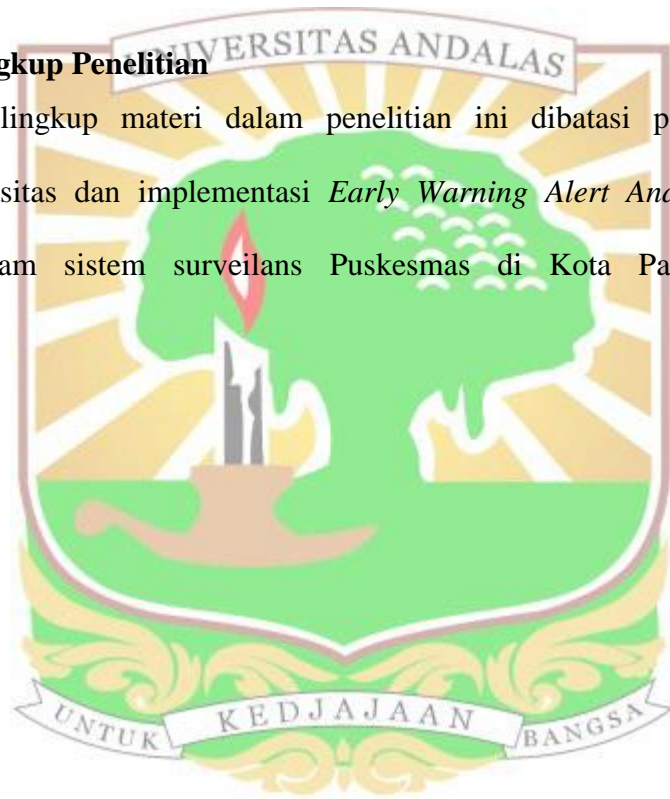 UNIVERSITAS ANDALAS
gkup Penelitian
lingkup materi dalam penelitian ini dibatasi p
sitas dan implementasi Early Warning Alert And
am sistem surveilans Puskesmas di Kota Pa
UNTUK KEDJAJAAN BANGSA